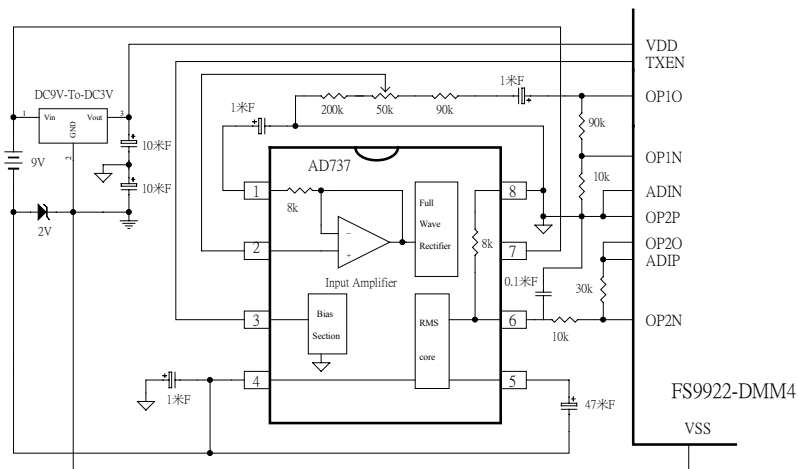 VDD
TXEN
DC9V-To-DC3V
1米F
200k
50k
90k
OP1O
1 Vin Vout 3
GND
2
1米F
90k
10米F
OP1N
9V
AD737
10k
10米F
1
8k
8
ADIN
Full
Wave
Rectifier
OP2P
2V
−
+
8k
OP2O
2
7
ADIP
Input Amplifier
0.1米F
30k
3
Bias
Section
RMS
core
6
OP2N
10k
4
5
1米F
47米F
FS9922-DMM4
VSS